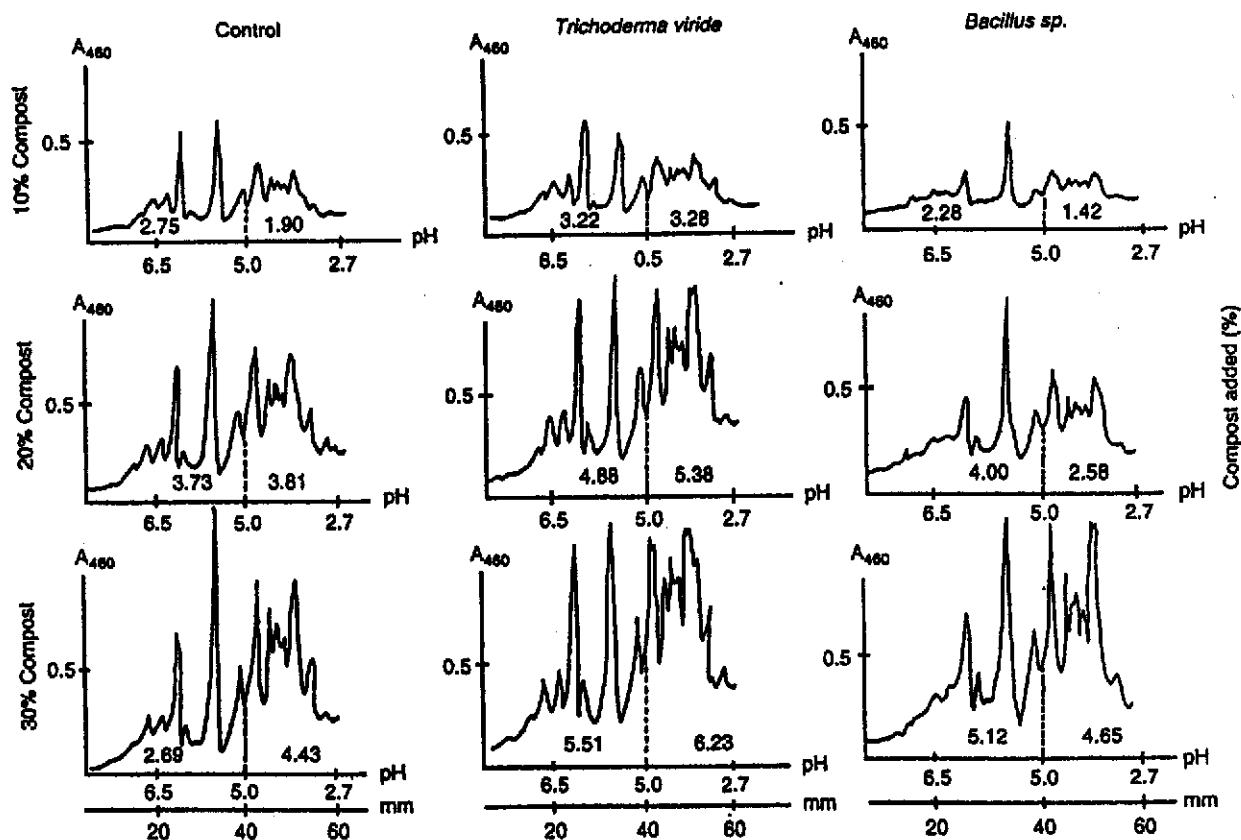 Control
Trichoderma viride
Bacillus sp.
10% Compost
A460
0.5
2.75
1.90
pH
6.5
5.0
2.7
A460
0.5
3.22
3.28
pH
6.5
0.5
2.7
A460
0.5
2.28
1.42
pH
6.5
5.0
2.7
20% Compost
A460
0.5
3.73
3.81
pH
6.5
5.0
2.7
A460
0.5
4.88
5.38
pH
6.5
5.0
2.7
A460
0.5
4.00
2.58
pH
6.5
5.0
2.7
Compost added (%)
30% Compost
A460
0.5
2.69
4.43
pH
6.5
5.0
2.7
mm
20
40
60
A460
0.5
5.51
6.23
pH
6.5
5.0
2.7
mm
20
40
60
A460
0.5
5.12
4.65
pH
6.5
5.0
2.7
mm
20
40
60